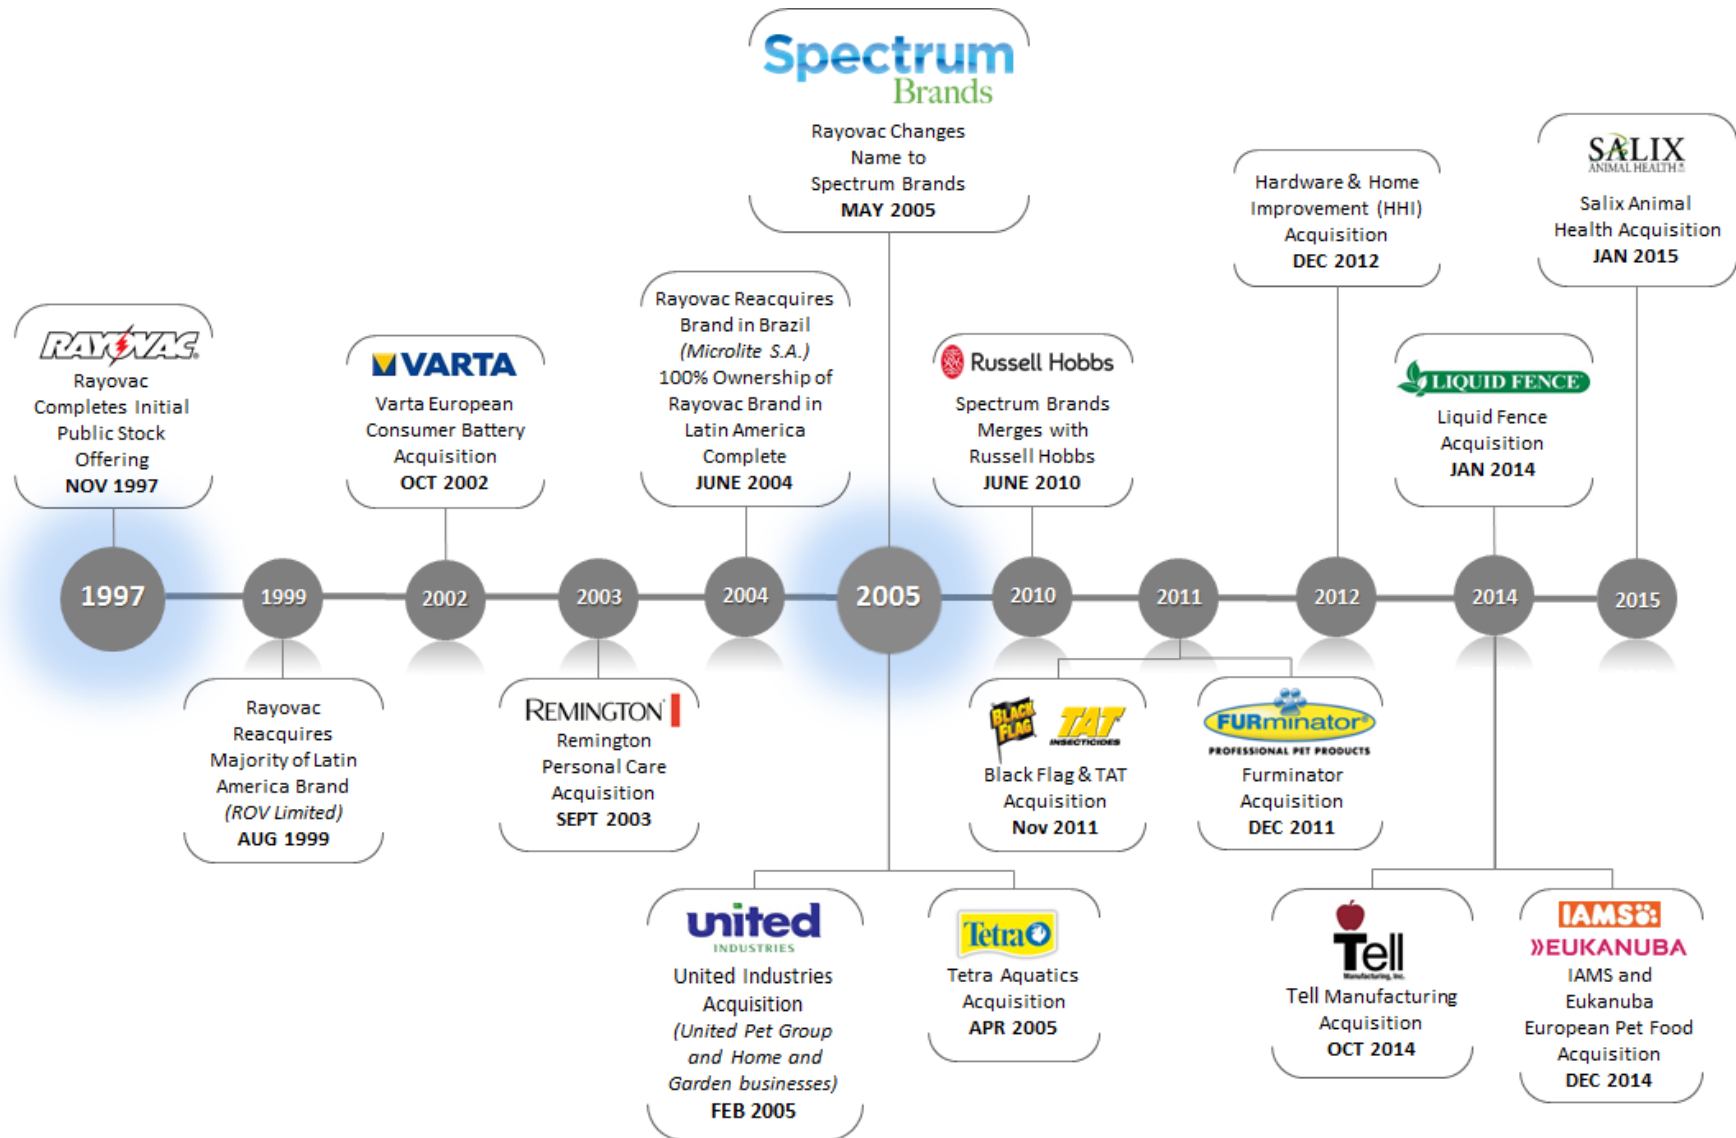 Spectrum
Brands
Rayovac Changes
Name to
Spectrum Brands
MAY 2005
SALIX
ANIMAL HEALTH
Salix Animal
Health Acquisition
JAN 2015
Hardware & Home
Improvement (HHI)
Acquisition
DEC 2012
Rayovac Reacquires
Brand in Brazil
(Microlite S.A.)
100% Ownership of
Rayovac Brand in
Latin America
Complete
JUNE 2004
RAYOVAC
Rayovac
Completes Initial
Public Stock
Offering
NOV 1997
VARTA
Varta European
Consumer Battery
Acquisition
OCT 2002
Russell Hobbs
Spectrum Brands
Merges with
Russell Hobbs
JUNE 2010
LIQUID FENCE
Liquid Fence
Acquisition
JAN 2014
1997
1999
2002
2003
2004
2005
2010
2011
2012
2014
2015
Rayovac
Reacquires
Majority of Latin
America Brand
(ROV Limited)
AUG 1999
REMINGTON
Remington
Personal Care
Acquisition
SEPT 2003
BLACK
FLAG
TAT
INSECTICIDES
Black Flag & TAT
Acquisition
Nov 2011
FURminator®
PROFESSIONAL PET PRODUCTS
Furminator
Acquisition
DEC 2011
united
INDUSTRIES
United Industries
Acquisition
(United Pet Group
and Home and
Garden businesses)
FEB 2005
Tetra
Tetra Aquatics
Acquisition
APR 2005
Tell
Manufacturing, Inc.
Tell Manufacturing
Acquisition
OCT 2014
IAMS
»EUKANUBA
IAMS and
Eukanuba
European Pet Food
Acquisition
DEC 2014